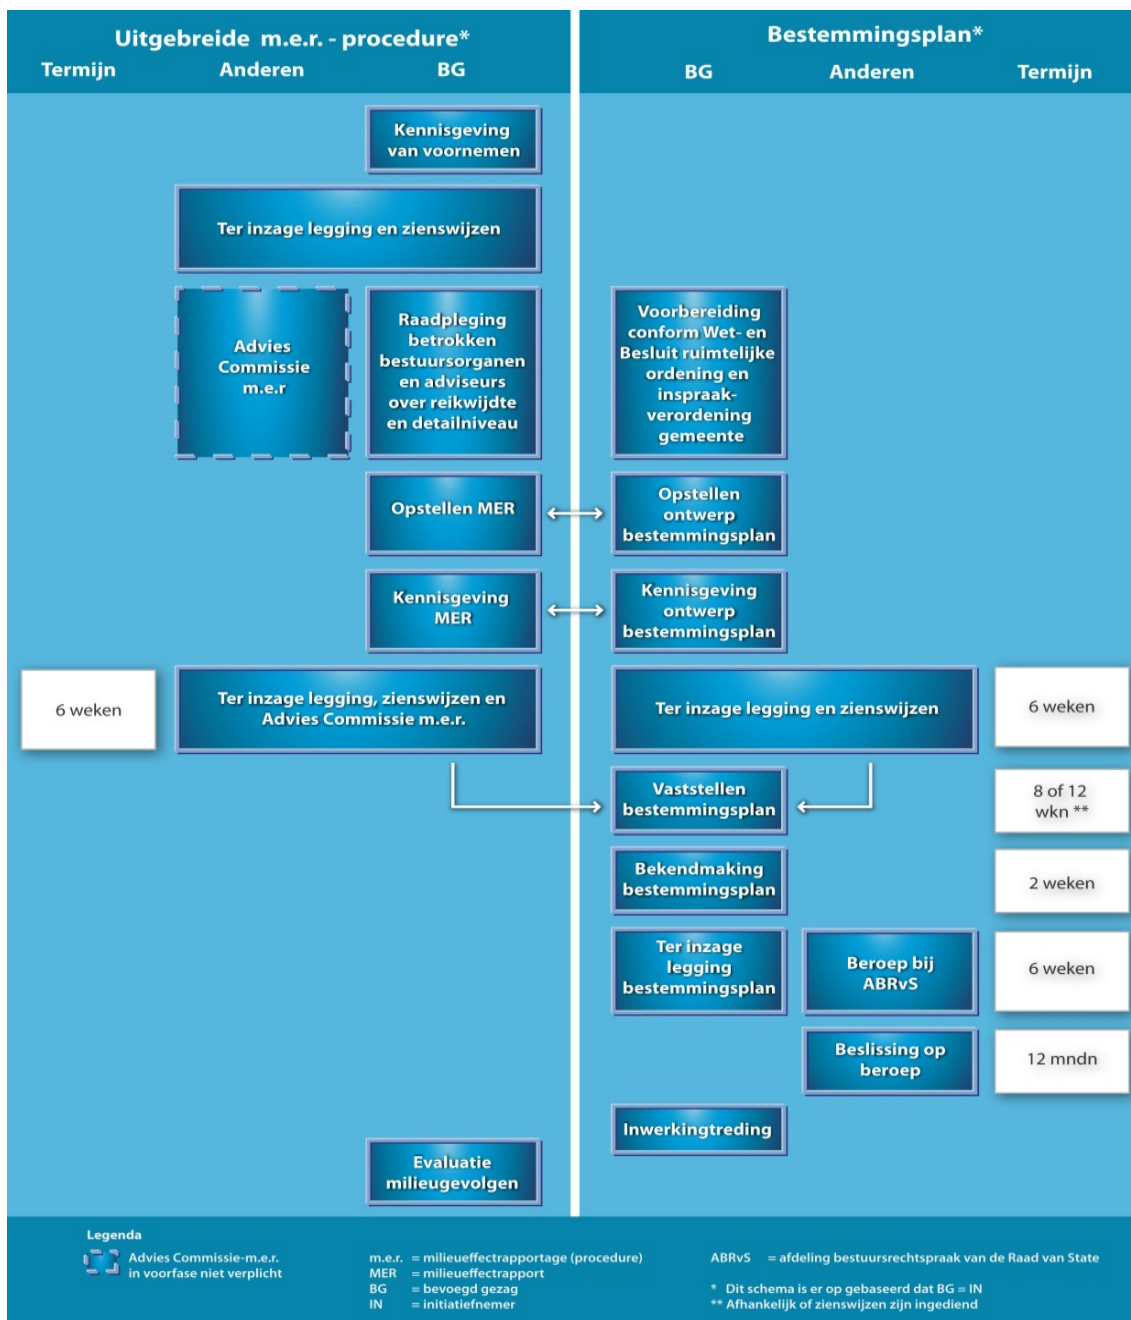 Uitgebreide m.e.r. - procedure*
Termijn
Anderen
BG
Bestemmingsplan*
BG
Anderen
Termijn
Kennisgeving
van voornemen
Ter inzage legging en zienswijzen
Advies
Commissie
m.e.r
Raadpleging
betrokken
bestuursorganen
en adviseurs
over reikwijdte
en detailniveau
Voorbereiding
conform Wet- en
Besluit ruimtelijke
ordening en
inspraak-
verordening
gemeente
Opstellen MER
Opstellen
ontwerp
bestemmingsplan
Kennisgeving
MER
Kennisgeving
ontwerp
bestemmingsplan
6 weken
Ter inzage legging, zienswijzen en
Advies Commissie m.e.r.
Ter inzage legging en zienswijzen
6 weken
Vaststellen
bestemmingsplan
8 of 12
wkn **
Bekendmaking
bestemmingsplan
2 weken
Ter inzage
legging
bestemmingsplan
Beroep bij
ABRvS
6 weken
Beslissing op
beroep
12 mndn
Inwerkingtreding
Evaluatie
milieugevolgen
Legenda
Advies Commissie-m.e.r.
in voorfase niet verplicht
m.e.r. = milieueffectrapportage (procedure)
MER = milieueffectrapport
BG = bevoegd gezag
IN = initiatiefnemer
ABRvS = afdeling bestuursrechtspraak van de Raad van State
* Dit schema is er op gebaseerd dat BG = IN
** Afhankelijk of zienswijzen zijn ingediend